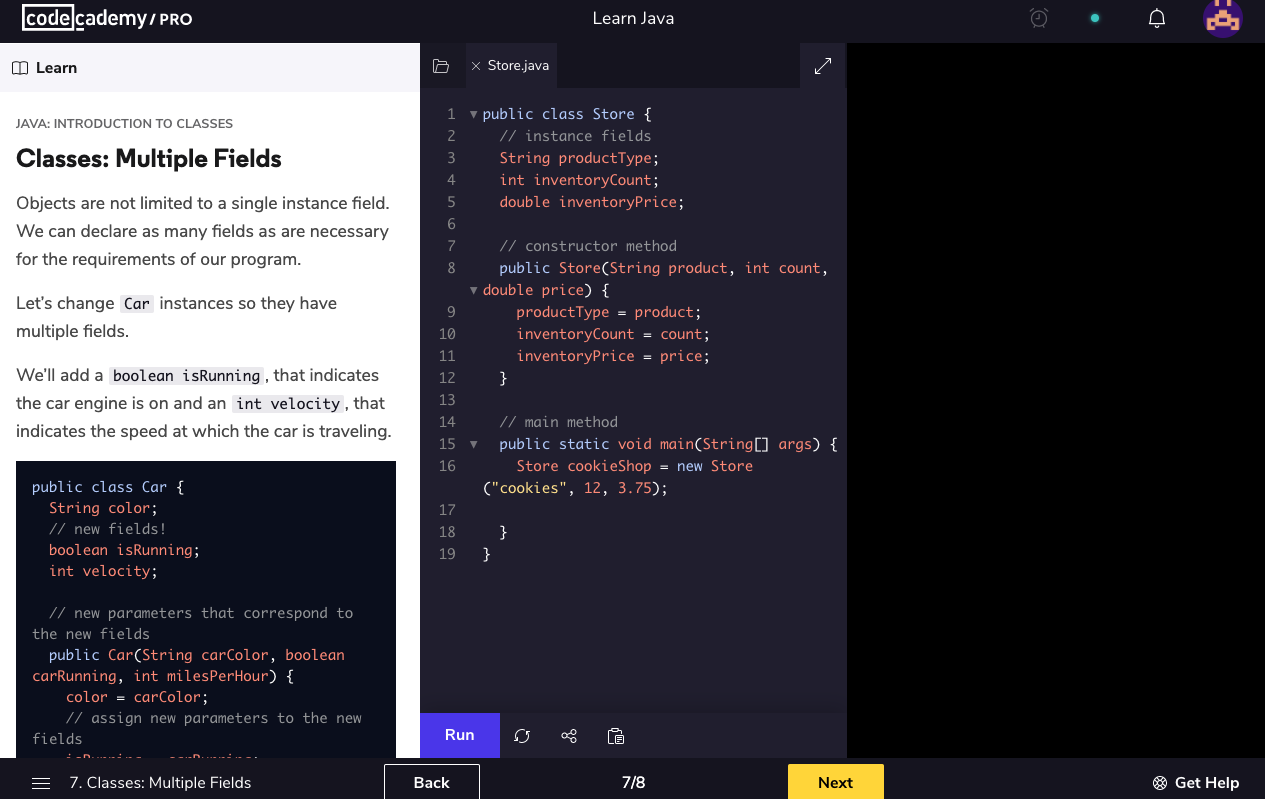 codecademy/PRO
Learn Java
Learn
JAVA: INTRODUCTION TO CLASSES
Classes: Multiple Fields
Objects are not limited to a single instance field.
We can declare as many fields as are necessary
for the requirements of our program.
Let's change Car instances so they have
multiple fields.
We'll add a boolean isRunning, that indicates
the car engine is on and an int velocity, that
indicates the speed at which the car is traveling.
public class Car {
String color;
// new fields!
boolean isRunning;
int velocity;
// new parameters that correspond to
the new fields
public Car(String carColor, boolean
carRunning, int milesPerHour) {
color = carColor;
// assign new parameters to the new
fields
isRunning = carRunning;
Store.java
1 public class Store {
2 // instance fields
3 String productType;
4 int inventoryCount;
5 double inventoryPrice;
6
7 // constructor method
8 public Store(String product, int count,
double price) {
9 productType = product;
10 inventoryCount = count;
11 inventoryPrice = price;
12 }
13
14 // main method
15 public static void main(String[] args) {
16 Store cookieShop = new Store
("cookies", 12, 3.75);
17
18 }
19 }
Run
7. Classes: Multiple Fields
Back
7/8
Next
Get Help